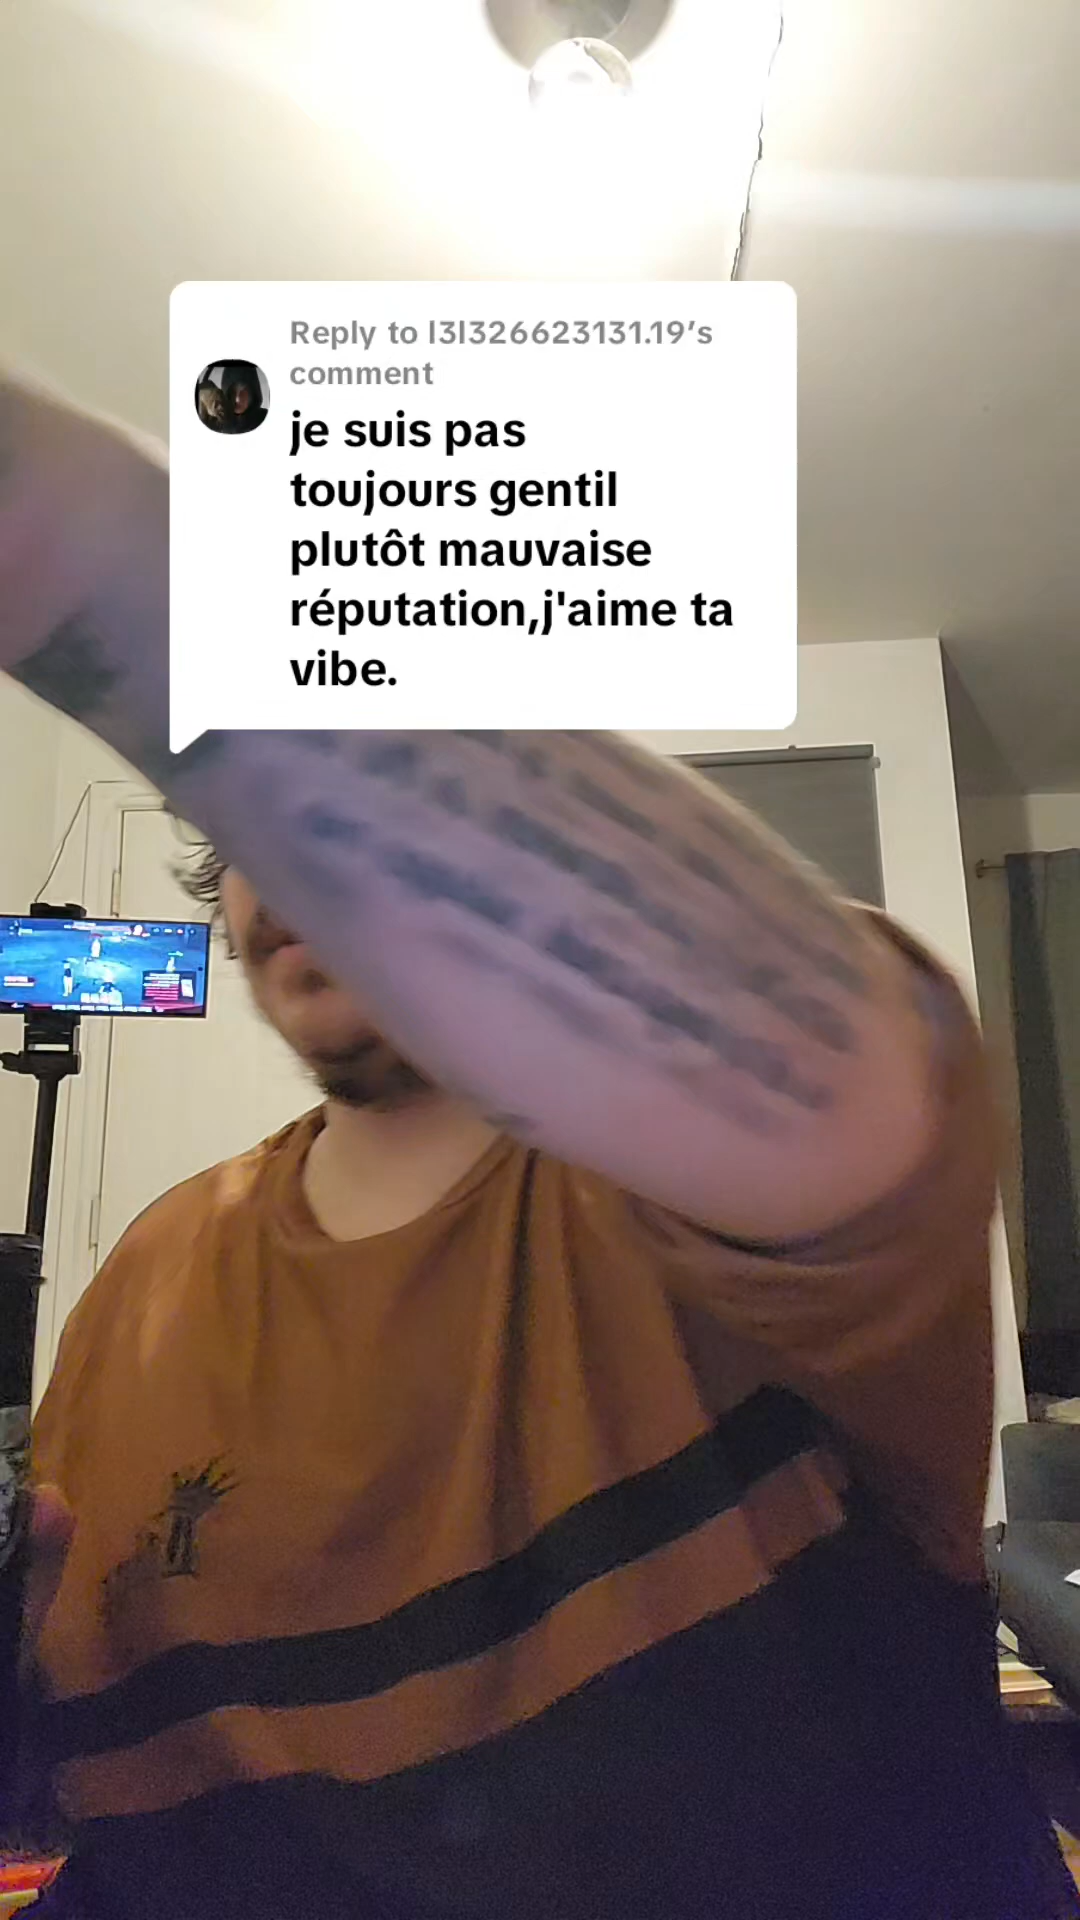 Reply to l3l326623131.19's
comment
je suis pas
toujours gentil
plutôt mauvaise
réputation,j'aime ta
vibe.